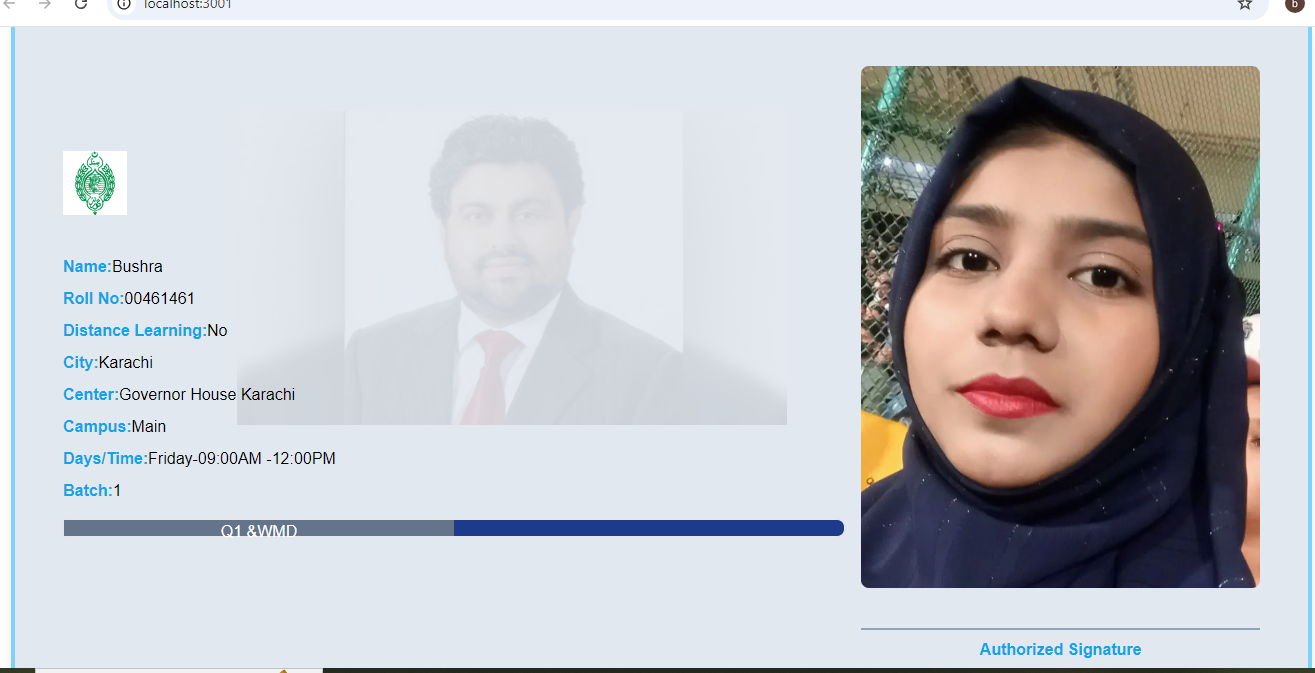 localhost:3001
b
Name:Bushra
Roll No:00461461
Distance Learning:No
City:Karachi
Center:Governor House Karachi
Campus:Main
Days/Time:Friday-09:00AM -12:00PM
Batch:1
Q1 &WMD
Authorized Signature